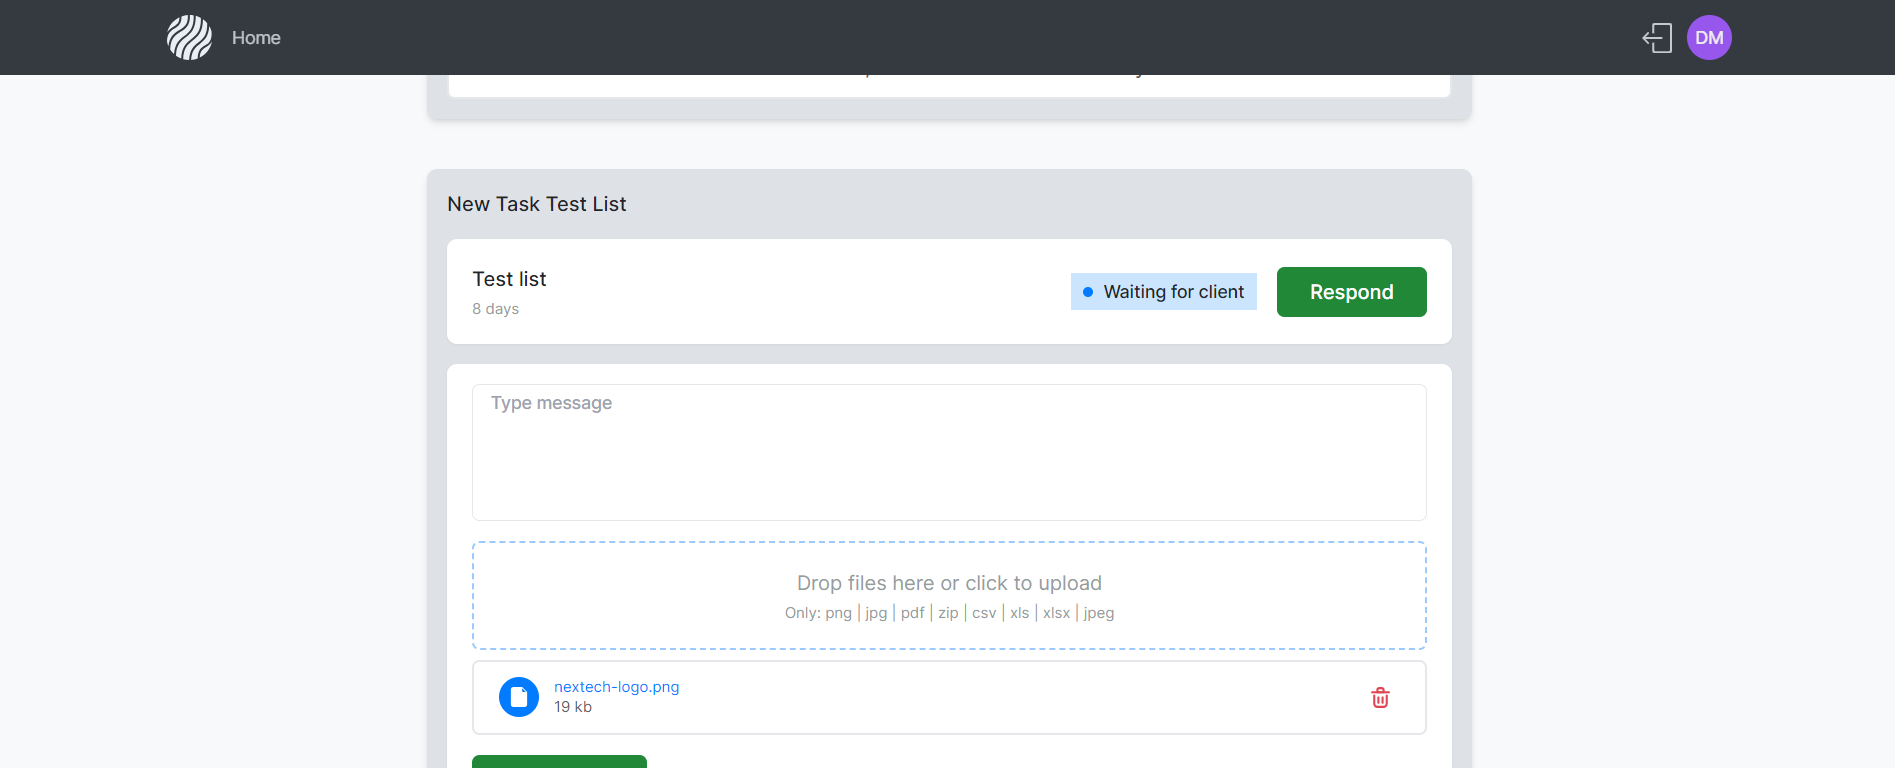 Home
DM
New Task Test List
Test list
8 days
Waiting for client
Respond
Type message
Drop files here or click to upload
Only: png | jpg | pdf | zip | csv | xls | xlsx | jpeg
nextech-logo.png
19 kb